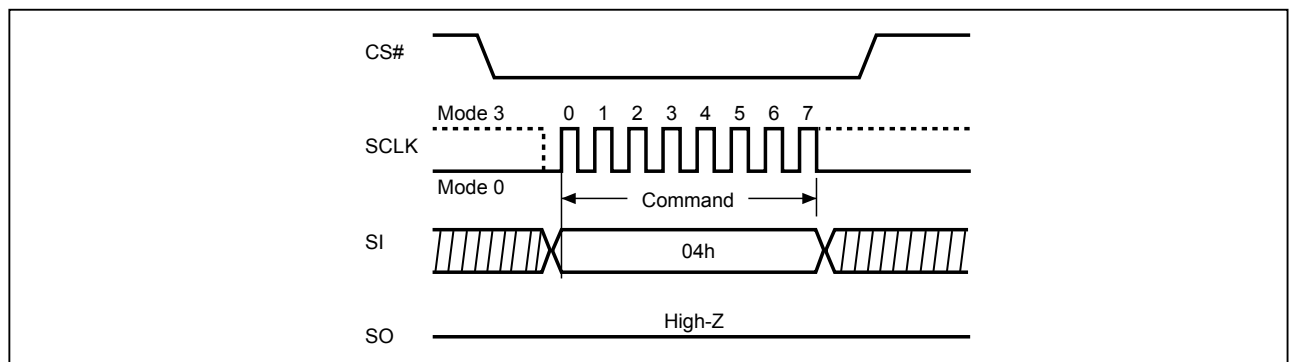 CS#
Mode 3
0 1 2 3 4 5 6 7
SCLK
Mode 0
Command
SI
04h
High-Z
SO